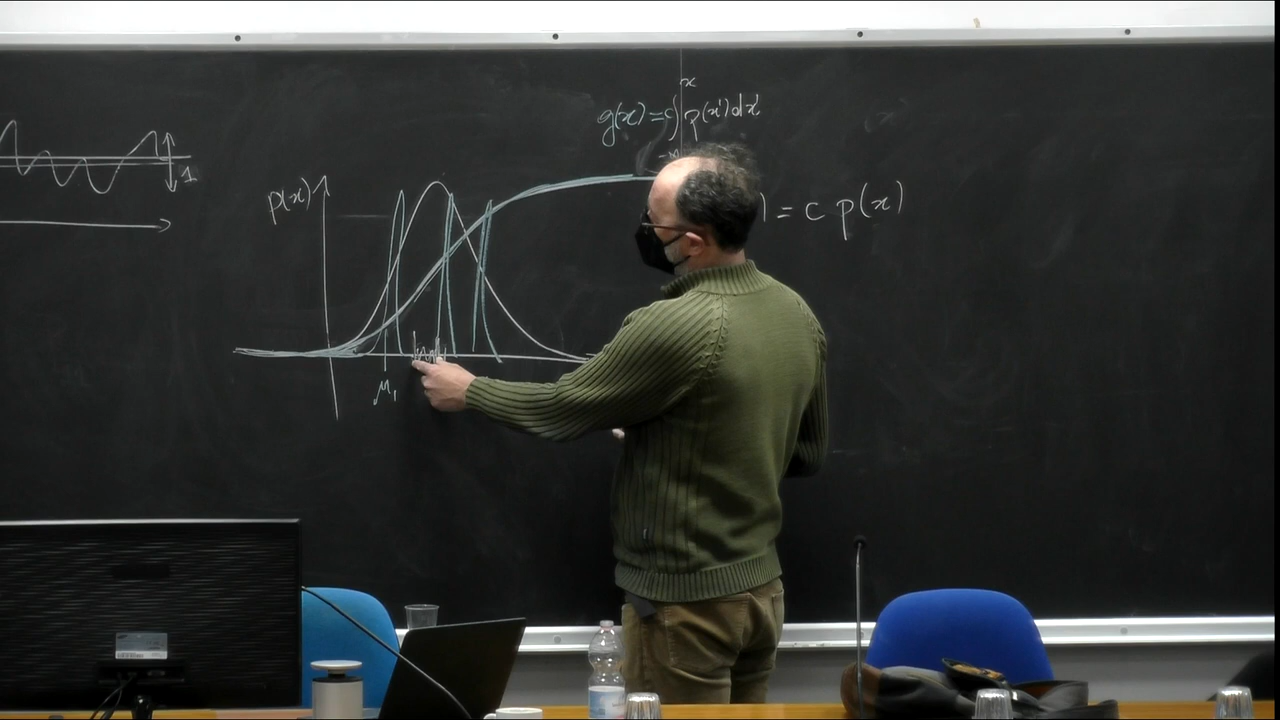 g(x) = c∫ p(x')dx'
x
1
p(x)
) = c p(x)
μ₁